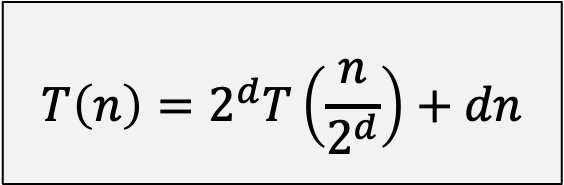 T(n) = 2^d T(n/2^d) + dn